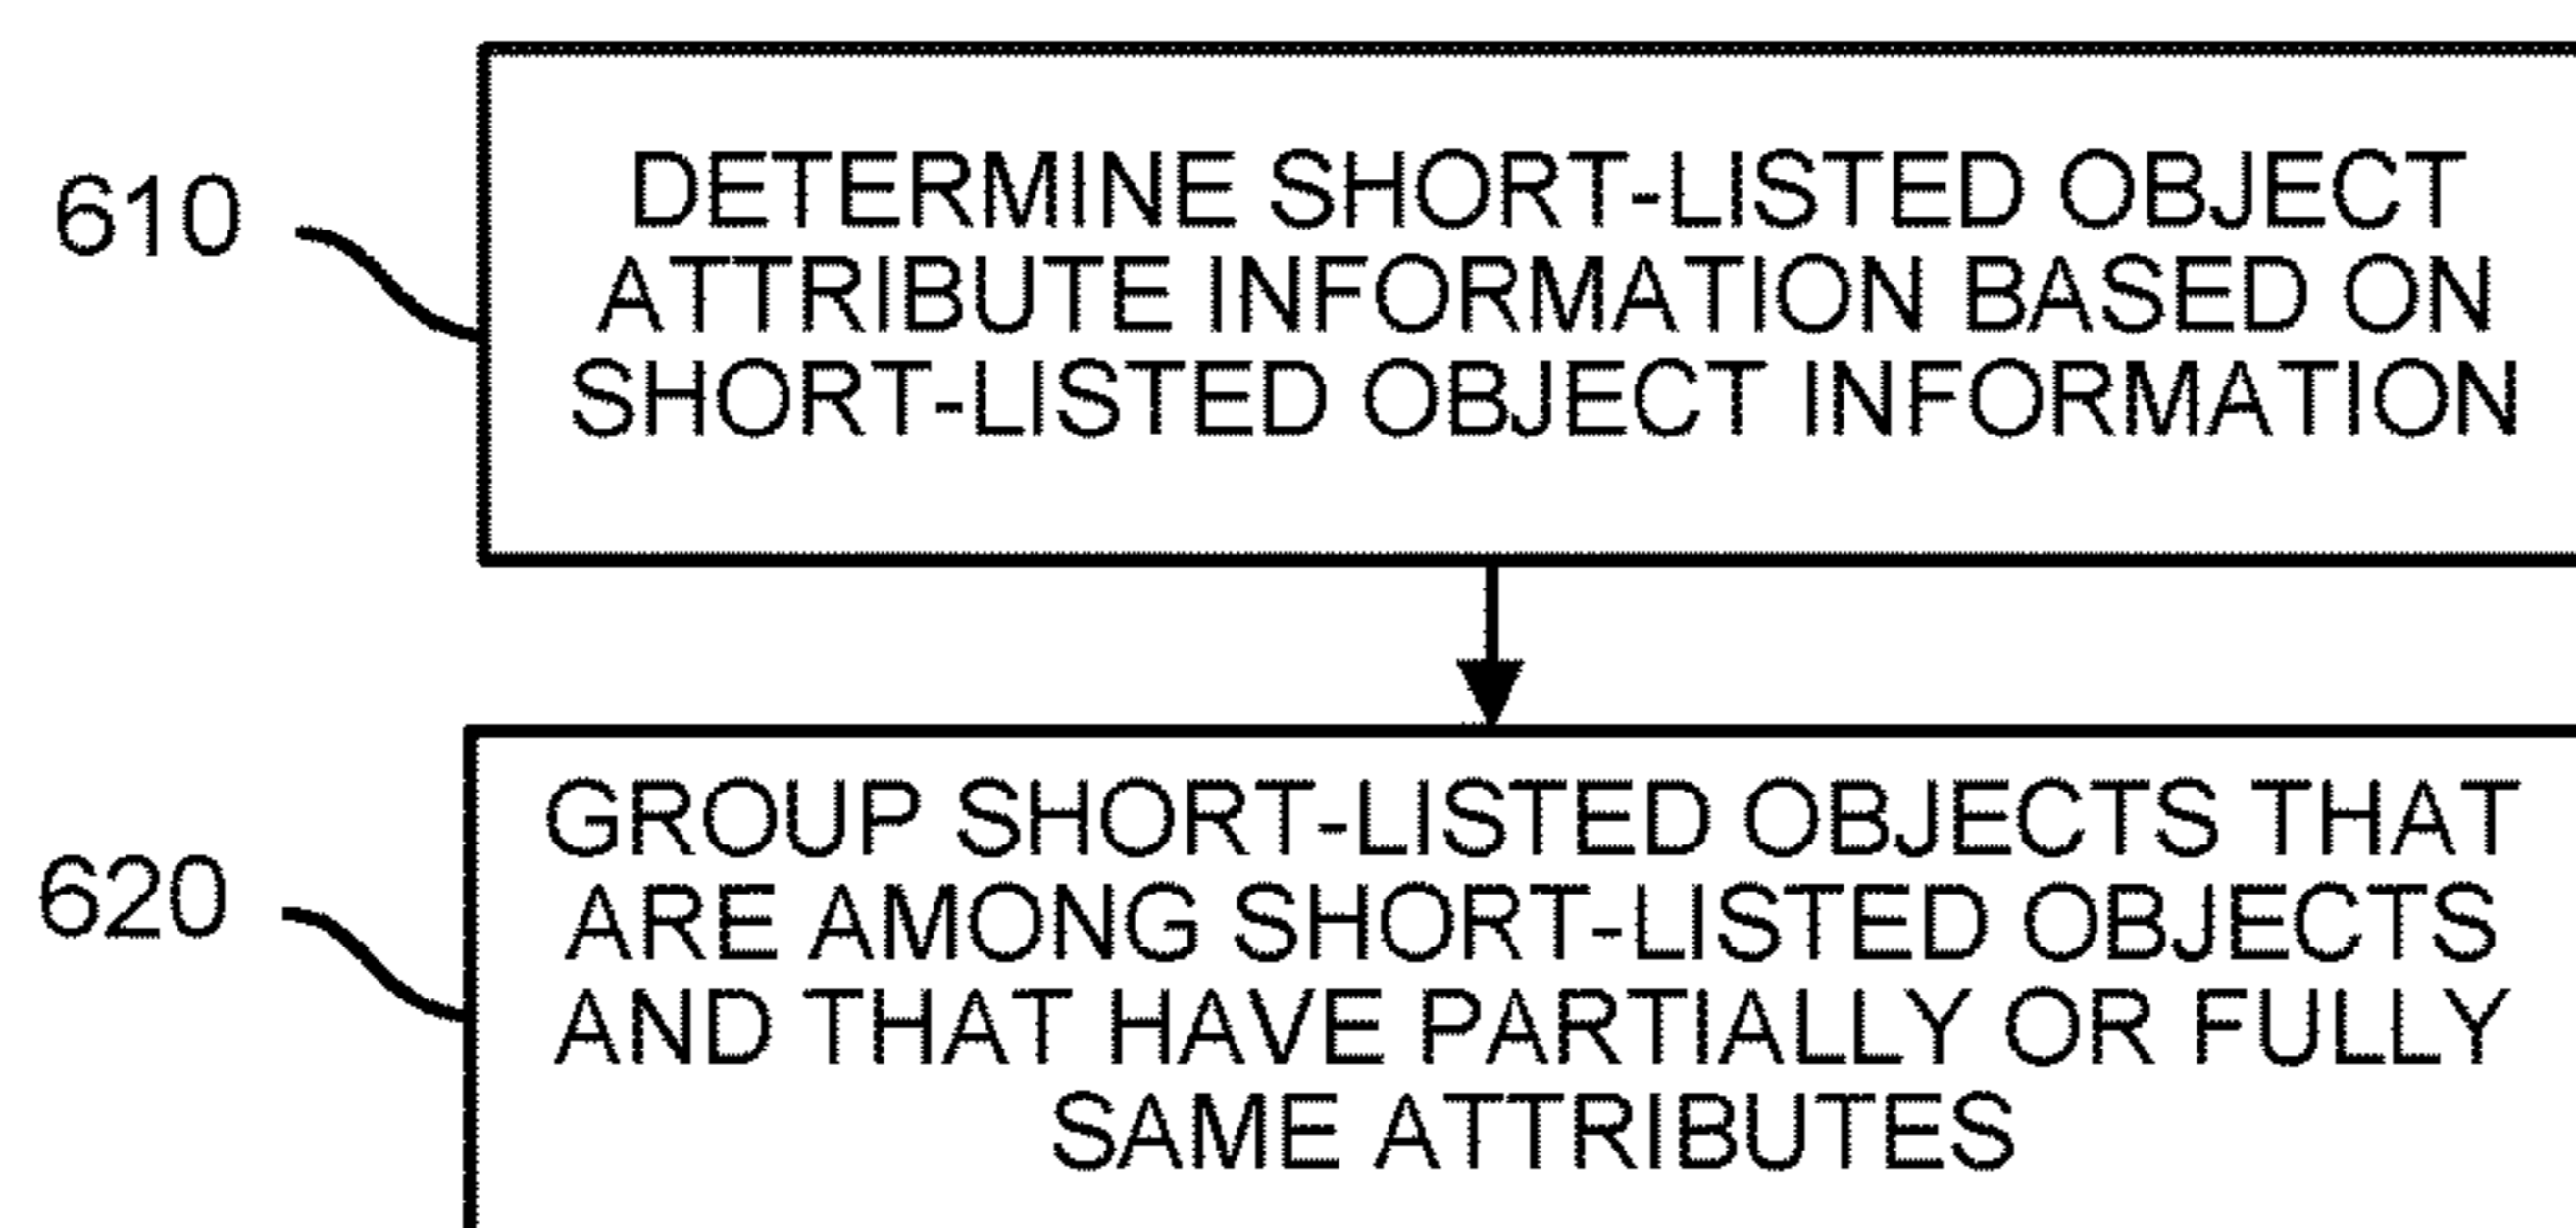 610
DETERMINE SHORT-LISTED OBJECT
ATTRIBUTE INFORMATION BASED ON
SHORT-LISTED OBJECT INFORMATION
620
GROUP SHORT-LISTED OBJECTS THAT
ARE AMONG SHORT-LISTED OBJECTS
AND THAT HAVE PARTIALLY OR FULLY
SAME ATTRIBUTES